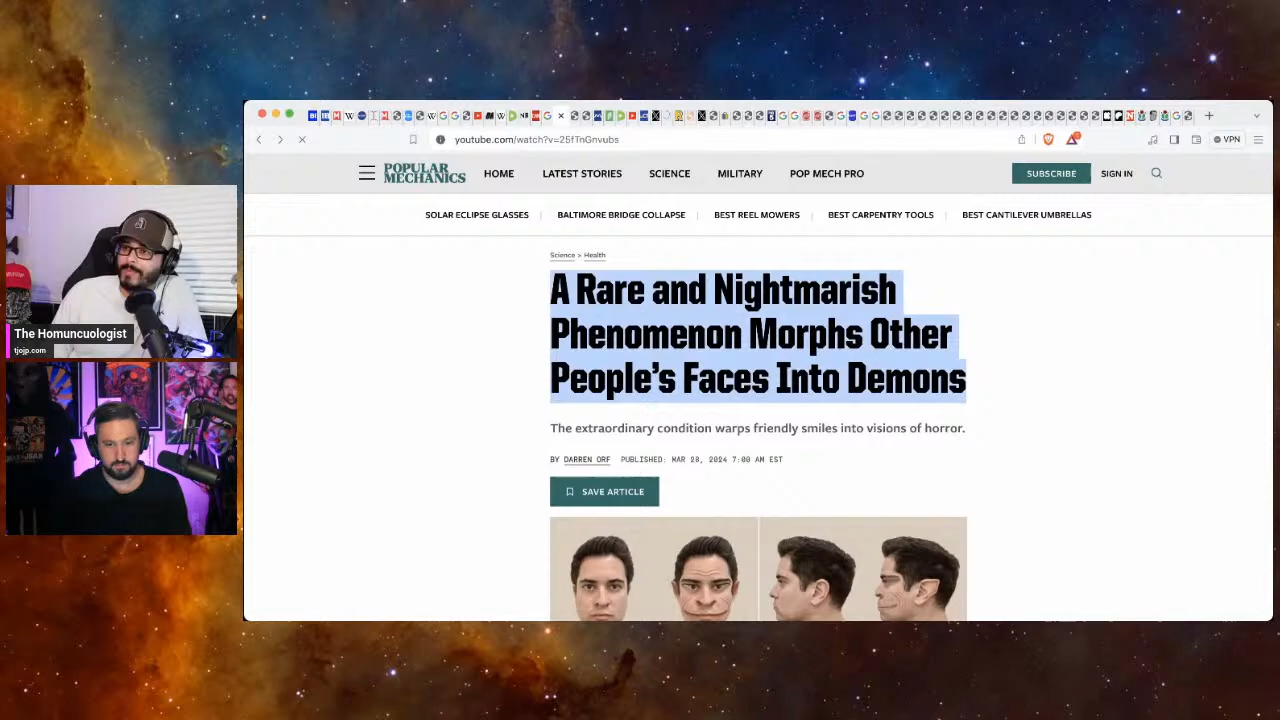 youtube.com/watch?v=25fTnGnvubs
VPN
POPULAR
MECHANICS
HOME
LATEST STORIES
SCIENCE
MILITARY
POP MECH PRO
SUBSCRIBE
SIGN IN
SOLAR ECLIPSE GLASSES
BALTIMORE BRIDGE COLLAPSE
BEST REEL MOWERS
BEST CARPENTRY TOOLS
BEST CANTILEVER UMBRELLAS
Science > Health
A Rare and Nightmarish
Phenomenon Morphs Other
People's Faces Into Demons
The extraordinary condition warps friendly smiles into visions of horror.
BY DARREN ORF PUBLISHED: MAR 28, 2024 7:00 AM EST
SAVE ARTICLE
The Homuncuologist
tjojp.com